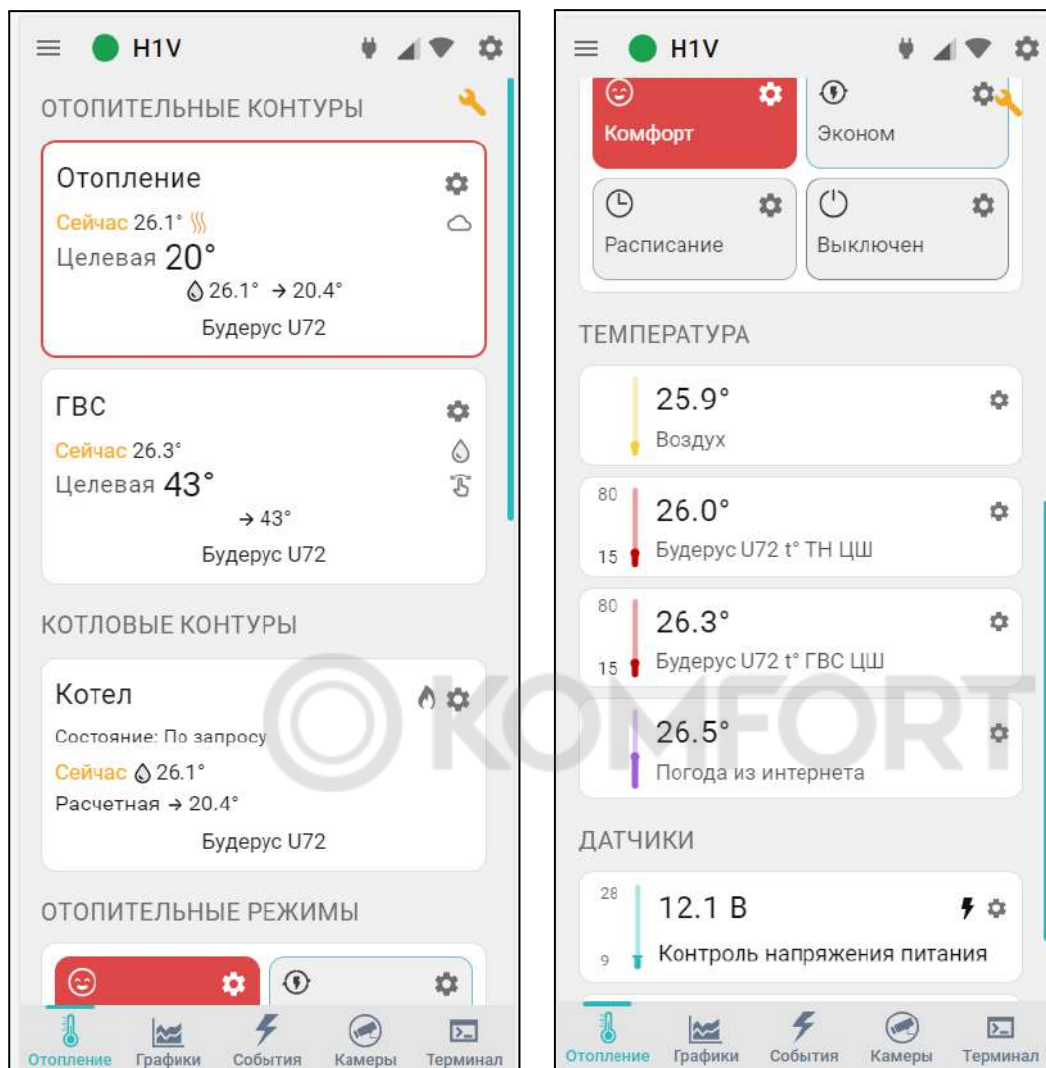 H1V
ОТОПИТЕЛЬНЫЕ КОНТУРЫ
Отопление
Сейчас 26.1°
Целевая 20°
26.1° → 20.4°
Будерус U72
ГВС
Сейчас 26.3°
Целевая 43°
→ 43°
Будерус U72
КОТЛОВЫЕ КОНТУРЫ
Котел
Состояние: По запросу
Сейчас 26.1°
Расчетная → 20.4°
Будерус U72
ОТОПИТЕЛЬНЫЕ РЕЖИМЫ
Отопление Графики События Камеры Терминал
H1V
Комфорт Эконом
Расписание Выключен
ТЕМПЕРАТУРА
25.9°
Воздух
80
26.0°
15 Будерус U72 t° ТН ЦШ
80
26.3°
15 Будерус U72 t° ГВС ЦШ
26.5°
Погода из интернета
ДАТЧИКИ
28
12.1 В
9 Контроль напряжения питания
Отопление Графики События Камеры Терминал
KOMFORT